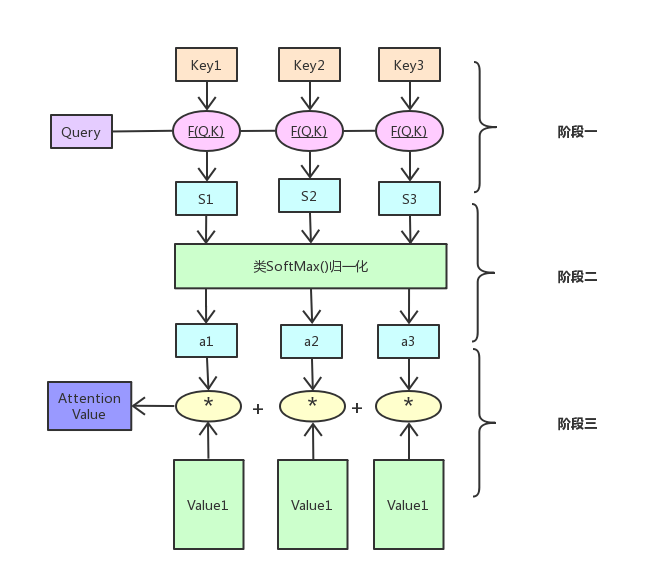 Key1
Key2
Key3
Query
F(Q,K)
F(Q,K)
F(Q,K)
阶段一
S1
S2
S3
类SoftMax()归一化
阶段二
a1
a2
a3
Attention
Value
*
+
*
+
*
阶段三
Value1
Value1
Value1